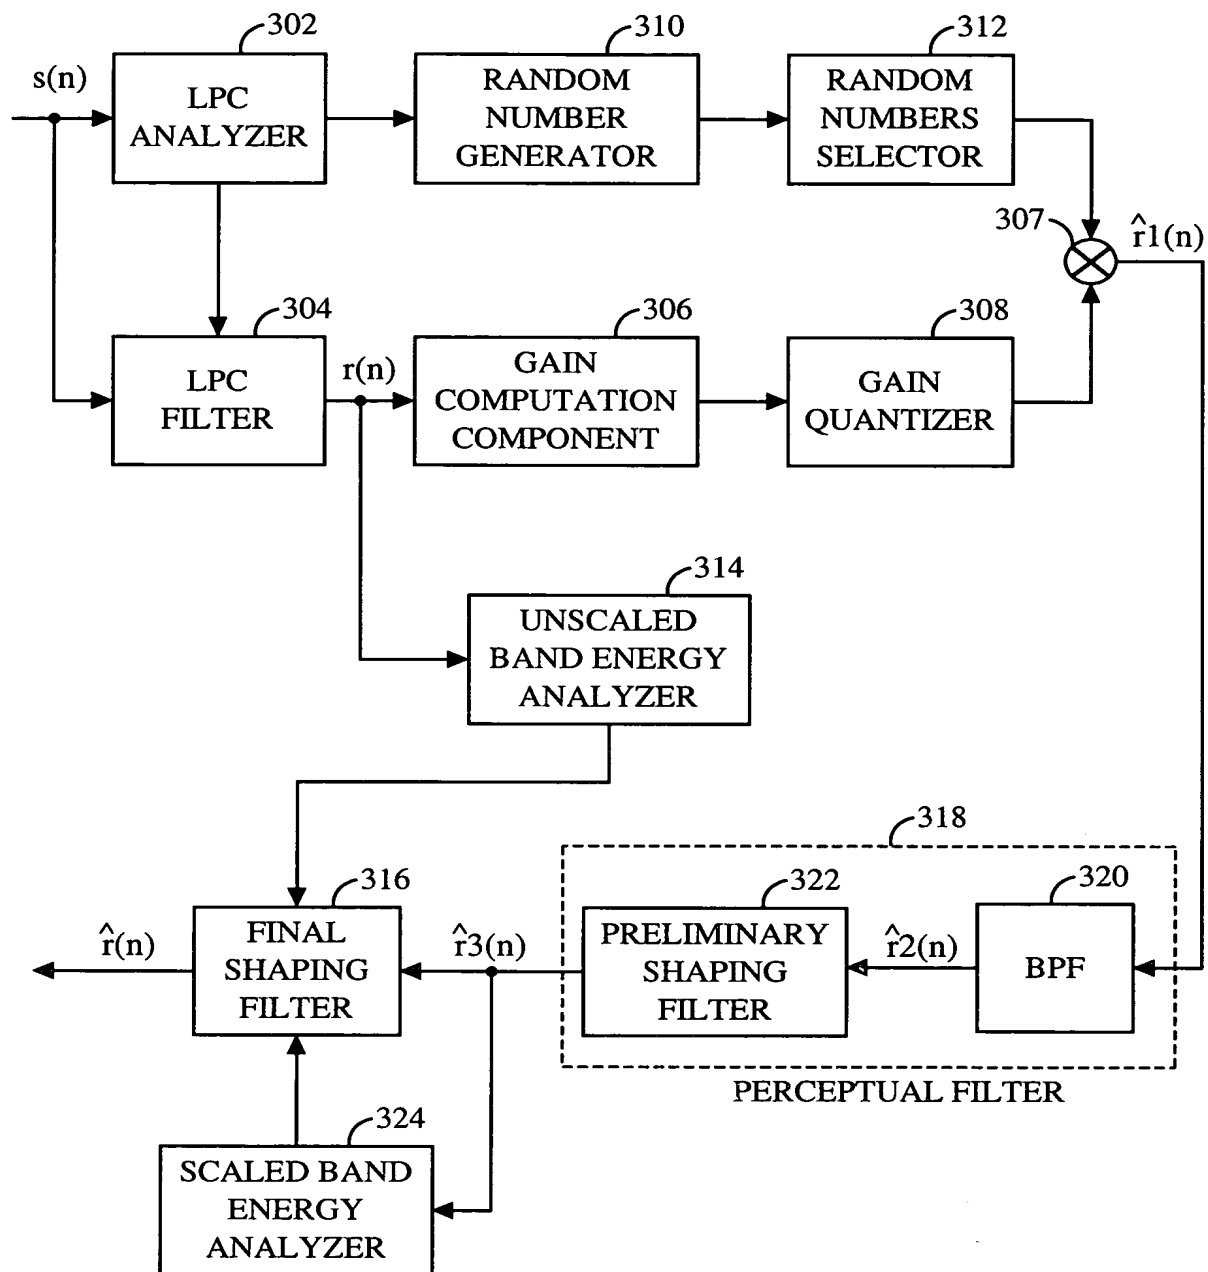 302
310
312
s(n)
LPC
ANALYZER
RANDOM
NUMBER
GENERATOR
RANDOM
NUMBERS
SELECTOR
307
r̂1(n)
304
306
308
LPC
FILTER
r(n)
GAIN
COMPUTATION
COMPONENT
GAIN
QUANTIZER
314
UNSCALED
BAND ENERGY
ANALYZER
318
316
322
320
r̂(n)
FINAL
SHAPING
FILTER
r̂3(n)
PRELIMINARY
SHAPING
FILTER
r̂2(n)
BPF
PERCEPTUAL FILTER
324
SCALED BAND
ENERGY
ANALYZER